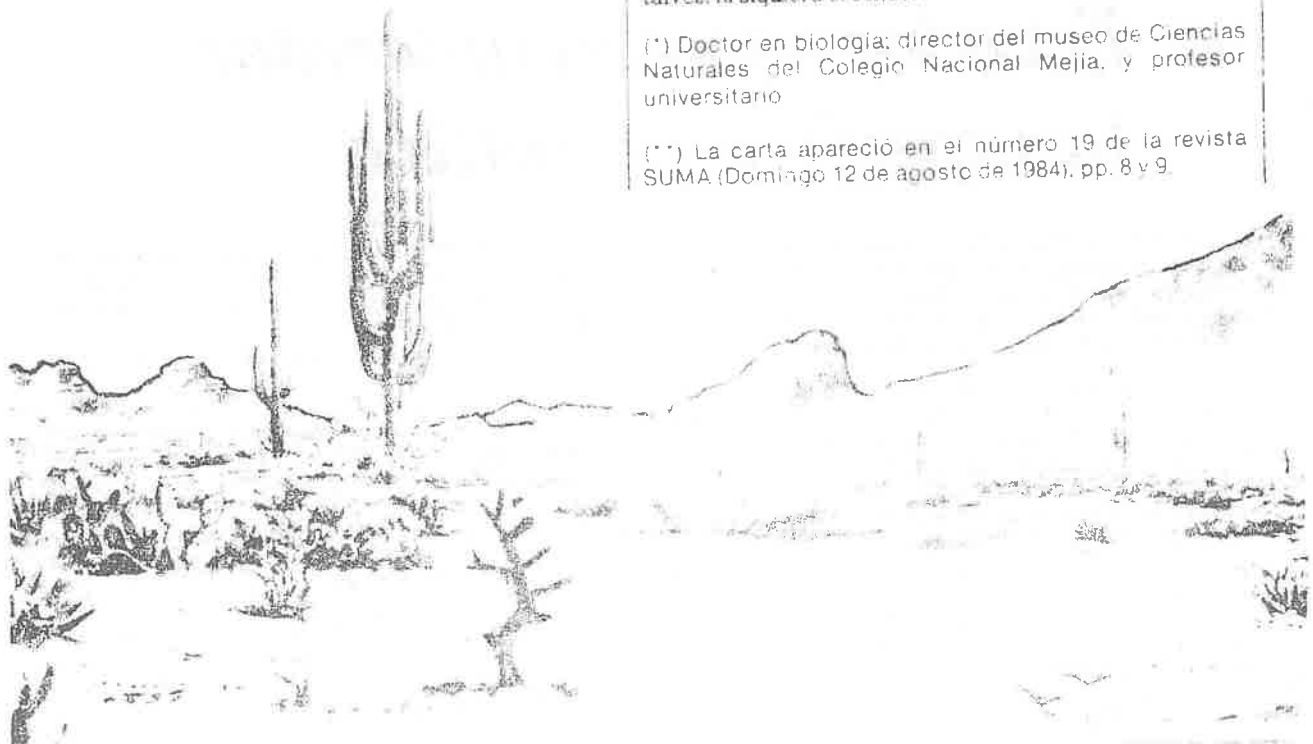 (*) Doctor en biología; director del museo de Ciencias
Naturales del Colegio Nacional Mejía, y profesor
universitario
(**) La carta apareció en el número 19 de la revista
SUMA (Domingo 12 de agosto de 1984), pp. 8 y 9.